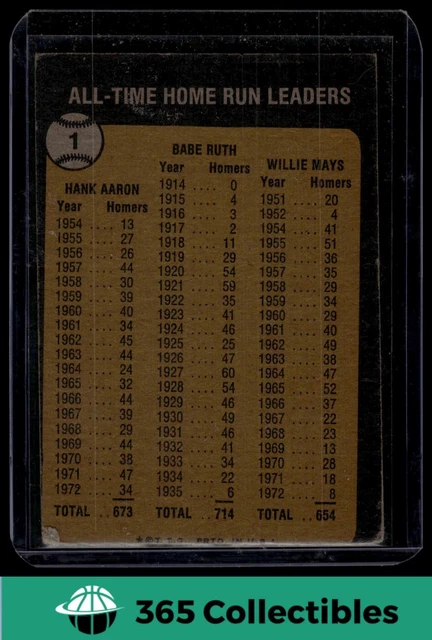 ALL-TIME HOME RUN LEADERS
1
HANK AARON
Year Homers
1954 .... 13
1955 .... 27
1956 .... 26
1957 .... 44
1958 .... 30
1959 .... 39
1960 .... 40
1961 .... 34
1962 .... 45
1963 .... 44
1964 .... 24
1965 .... 32
1966 .... 44
1967 .... 39
1968 .... 29
1969 .... 44
1970 .... 38
1971 .... 47
1972 .... 34
TOTAL .. 673
BABE RUTH
Year Homers
1914 .... 0
1915 .... 4
1916 .... 3
1917 .... 2
1918 .... 11
1919 .... 29
1920 .... 54
1921 .... 59
1922 .... 35
1923 .... 41
1924 .... 46
1925 .... 25
1926 .... 47
1927 .... 60
1928 .... 54
1929 .... 46
1930 .... 49
1931 .... 46
1932 .... 41
1933 .... 34
1934 .... 22
1935 .... 6
TOTAL .. 714
WILLIE MAYS
Year Homers
1951 .... 20
1952 .... 4
1954 .... 41
1955 .... 51
1956 .... 36
1957 .... 35
1958 .... 29
1959 .... 34
1960 .... 29
1961 .... 40
1962 .... 49
1963 .... 38
1964 .... 47
1965 .... 52
1966 .... 37
1967 .... 22
1968 .... 23
1969 .... 13
1970 .... 28
1971 .... 18
1972 .... 8
TOTAL .. 654
365 Collectibles